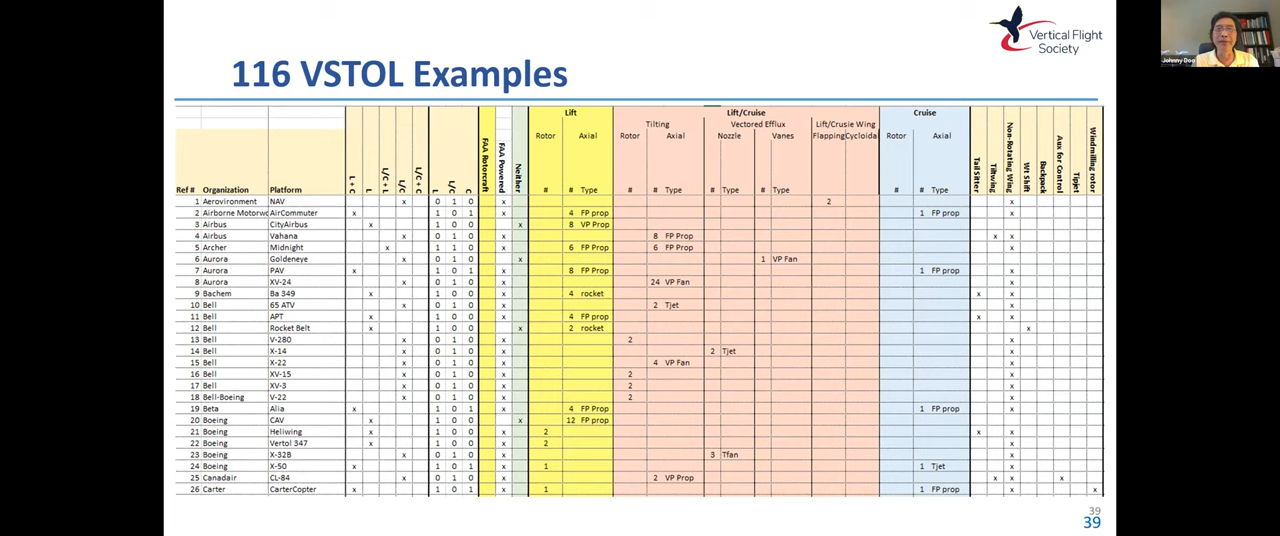 Vertical Flight
Society
Johnny Doo
116 VSTOL Examples
Lift Lift/Cruise Cruise
Tilting Vectored Efflux Lift/Crusie Wing
Rotor Axial Rotor Axial Nozzle Vanes Flapping Cycloidal Rotor Axial
Ref # Organization Platform L + C L L/C + L L/C L/C + C L L/C C FAA Rotorcraft FAA Powered Neither # # Type # # Type # Type # Type # # Type Tail Sitter Tiltwing Non-Rotating Wing Wt Shift Backpack Aux for Control Tipjet Windmilling rotor
1 Aerovironment NAV x 0 1 0 x 2 x
2 Airborne Motorwo AirCommuter x 1 0 1 x 4 FP prop 1 FP prop x
3 Airbus CityAirbus x 1 0 0 x 8 VP Prop
4 Airbus Vahana x 0 1 0 x 8 FP Prop x x
5 Archer Midnight x 1 1 0 x 6 FP Prop 6 FP Prop x
6 Aurora Goldeneye x 0 1 0 x 1 VP Fan
7 Aurora PAV x 1 0 1 x 8 FP Prop 1 FP prop x
8 Aurora XV-24 x 0 1 0 x 24 VP Fan x
9 Bachem Ba 349 x 1 0 0 x 4 rocket x x
10 Bell 65 ATV x 0 1 0 x 2 Tjet x
11 Bell APT x 1 0 0 x 4 FP prop x x
12 Bell Rocket Belt x 1 0 0 x 2 rocket x
13 Bell V-280 x 0 1 0 x 2 x
14 Bell X-14 x 0 1 0 x 2 Tjet x
15 Bell X-22 x 0 1 0 x 4 VP Fan x
16 Bell XV-15 x 0 1 0 x 2 x
17 Bell XV-3 x 0 1 0 x 2 x
18 Bell-Boeing V-22 x 0 1 0 x 2 x
19 Beta Alia x 1 0 1 x 4 FP Prop 1 FP prop x
20 Boeing CAV x 1 0 0 x 12 FP prop
21 Boeing Heliwing x 1 0 0 x 2 x x
22 Boeing Vertol 347 x 1 0 0 x 2 x
23 Boeing X-32B x 0 1 0 x 3 Tfan x
24 Boeing X-50 x 1 0 1 x 1 1 Tjet x
25 Canadair CL-84 x 0 1 0 x 2 VP Prop x x x
26 Carter CarterCopter x 1 0 1 x 1 1 FP prop x x
39
39